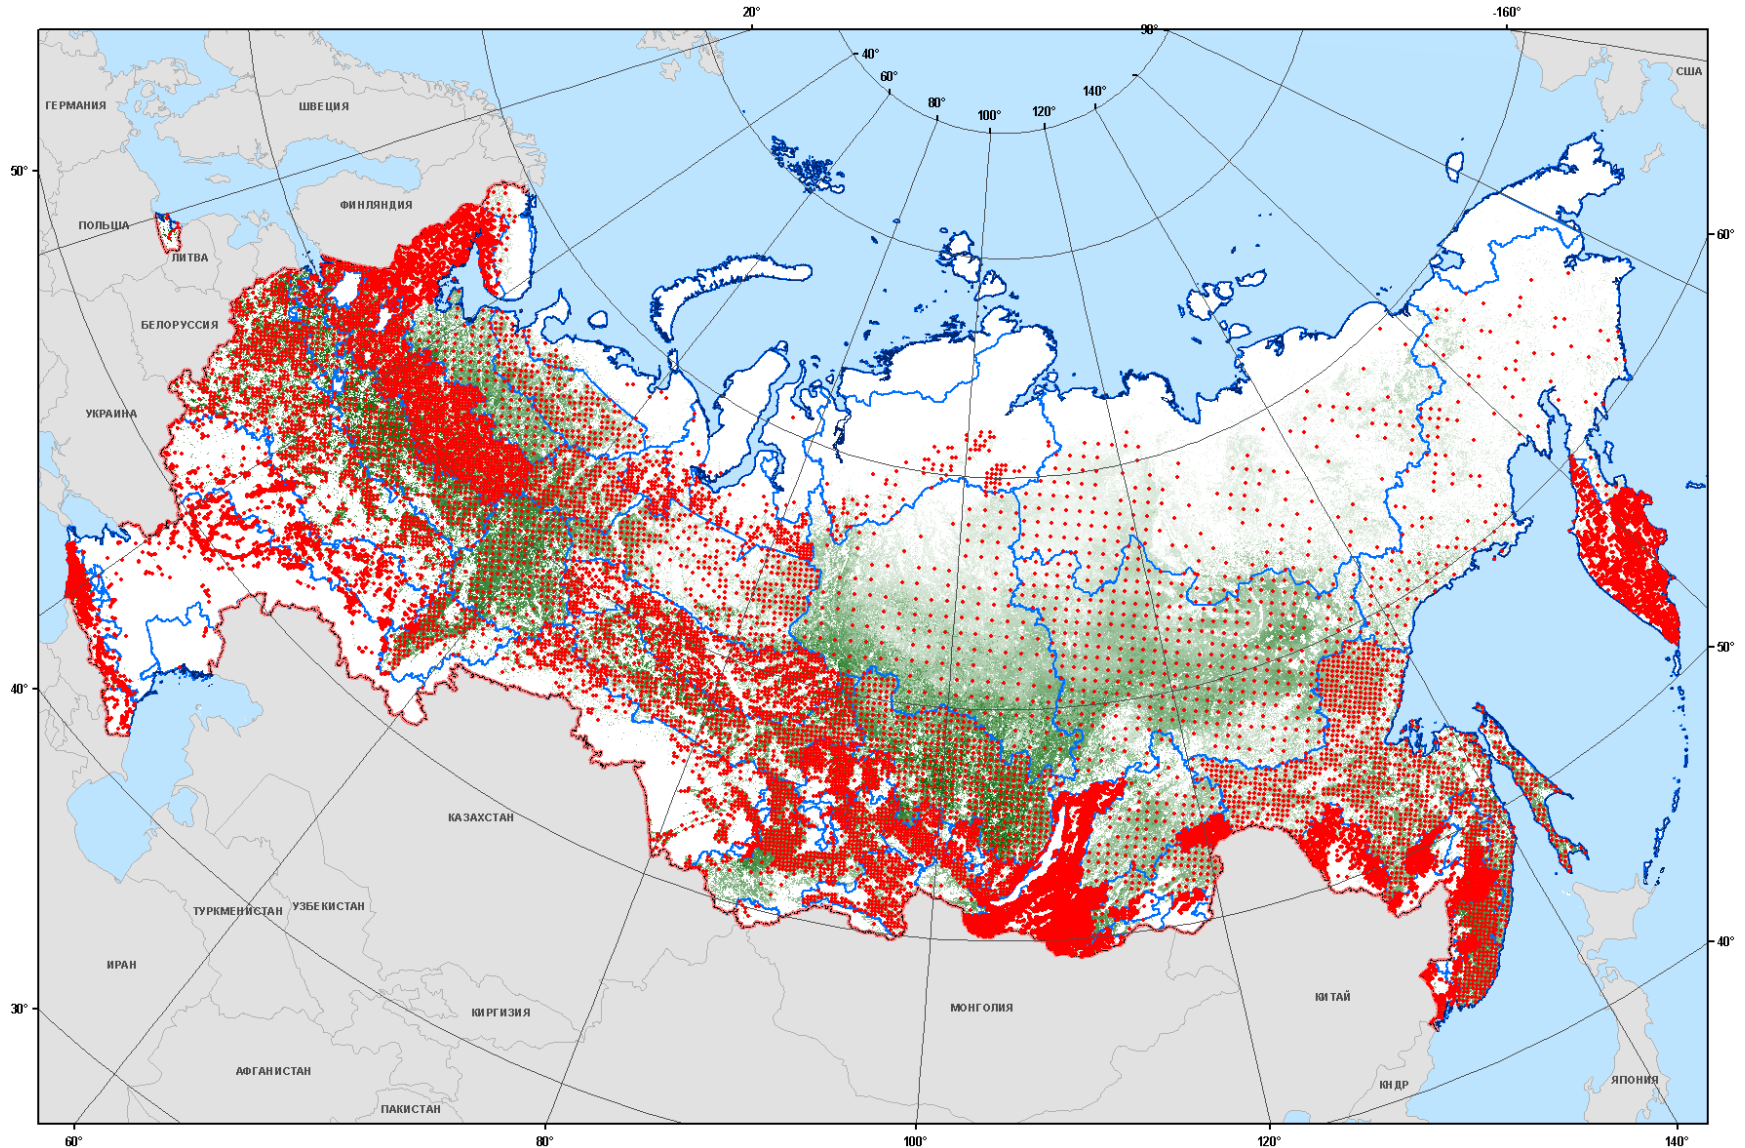 20°
98°
-160°
40°
60°
80°
100°
120°
140°
США
ГЕРМАНИЯ
ШВЕЦИЯ
50°
ФИНЛЯНДИЯ
ПОЛЬША
ЛИТВА
60°
БЕЛОРУССИЯ
УКРАИНА
50°
40°
КАЗАХСТАН
ТУРКМЕНИСТАН
УЗБЕКИСТАН
40°
ИРАН
30°
КИРГИЗИЯ
МОНГОЛИЯ
КИТАЙ
АФГАНИСТАН
ПАКИСТАН
КНДР
ЯПОНИЯ
60°
80°
100°
120°
140°